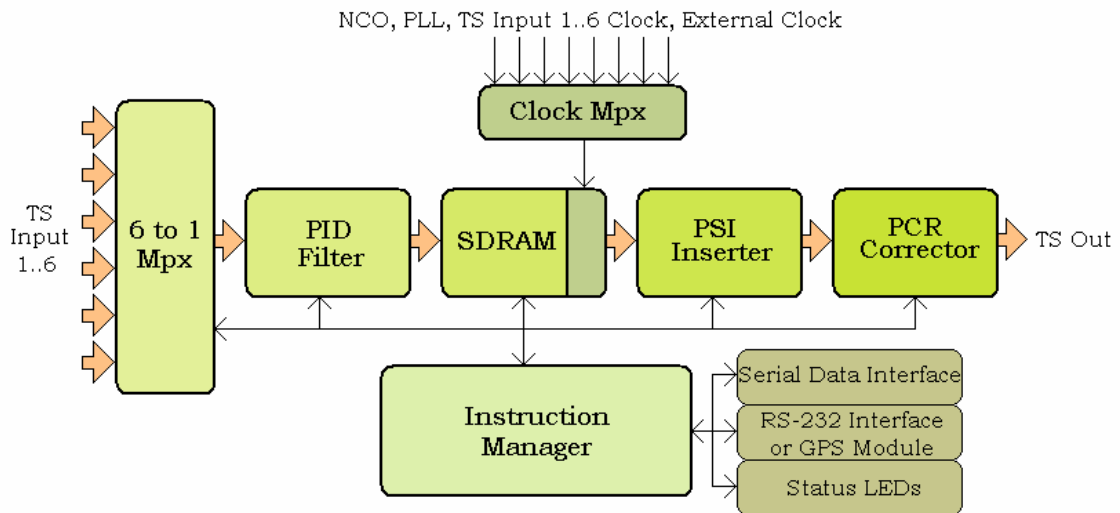 NCO, PLL, TS Input 1..6 Clock, External Clock
Clock Mpx
TS
Input
1..6
6 to 1
Mpx
PID
Filter
SDRAM
PSI
Inserter
PCR
Corrector
TS Out
Instruction
Manager
Serial Data Interface
RS-232 Interface
or GPS Module
Status LEDs